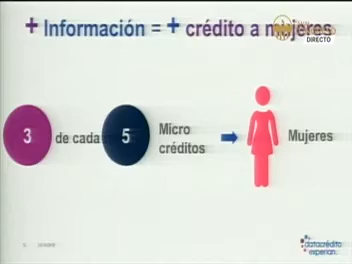 + Información = + crédito a mujeres
DIRECTO
3 de cada 5 Micro créditos Mujeres
datacrédito
experian.